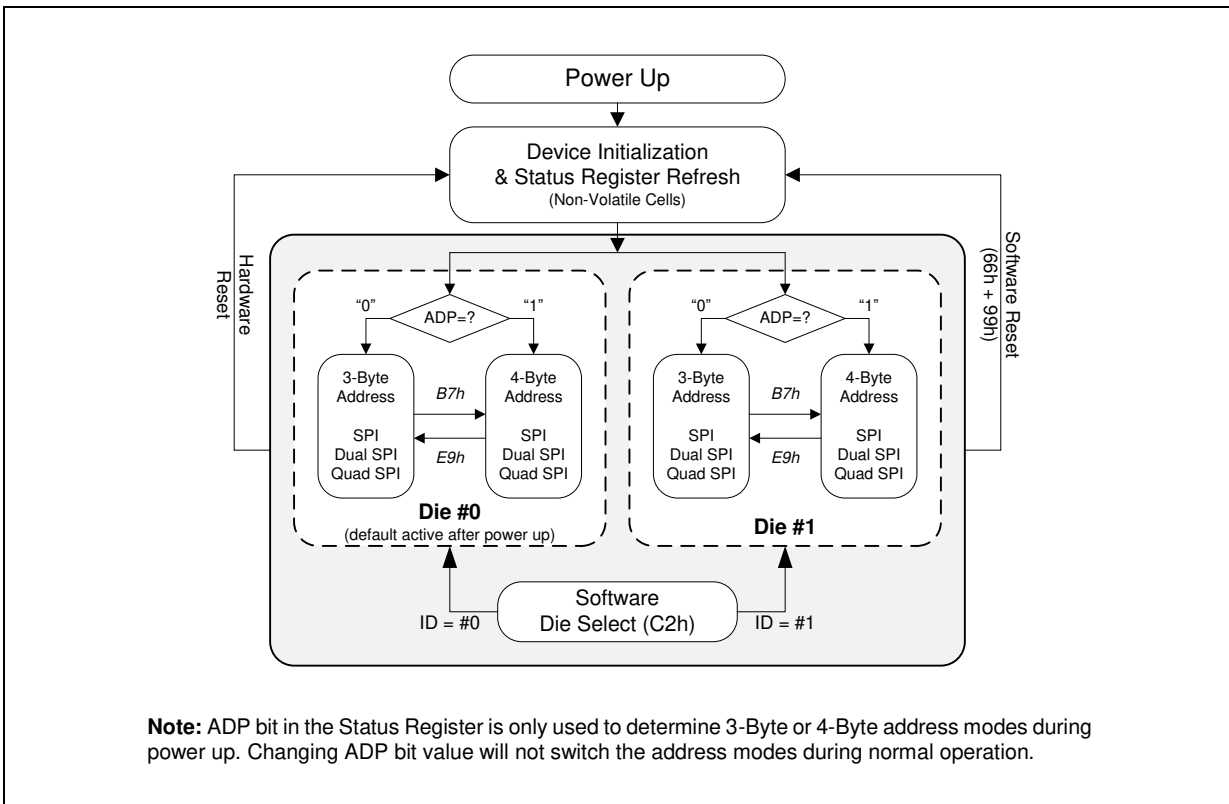 Power Up
Device Initialization
& Status Register Refresh
(Non-Volatile Cells)
Hardware
Reset
Software Reset
(66h + 99h)
“0”
ADP=?
“1”
3-Byte
Address
SPI
Dual SPI
Quad SPI
B7h
E9h
4-Byte
Address
SPI
Dual SPI
Quad SPI
Die #0
(default active after power up)
“0”
ADP=?
“1”
3-Byte
Address
SPI
Dual SPI
Quad SPI
B7h
E9h
4-Byte
Address
SPI
Dual SPI
Quad SPI
Die #1
ID = #0
Software
Die Select (C2h)
ID = #1
Note: ADP bit in the Status Register is only used to determine 3-Byte or 4-Byte address modes during
power up. Changing ADP bit value will not switch the address modes during normal operation.